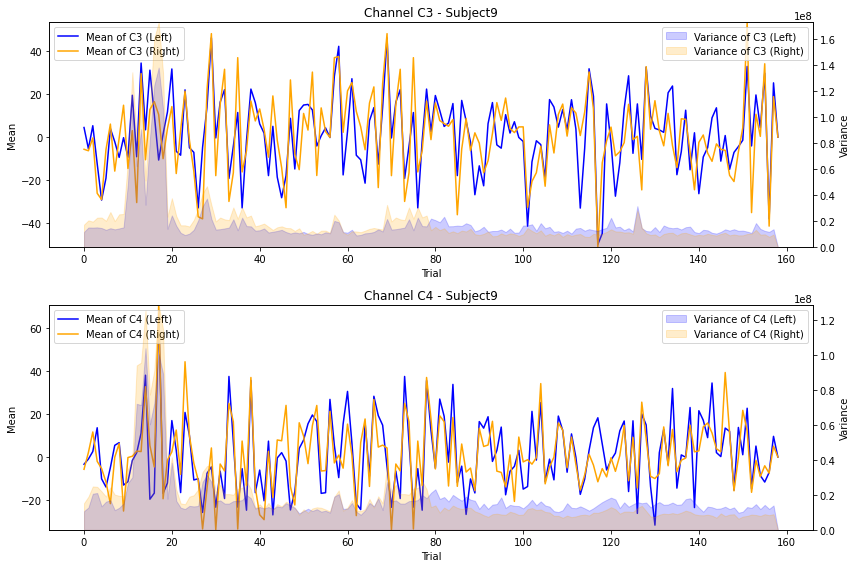 Channel C3 - Subject9
1e8
Mean of C3 (Left)
Mean of C3 (Right)
Variance of C3 (Left)
Variance of C3 (Right)
Mean
40
20
0
−20
−40
1.6
1.4
1.2
1.0
0.8
0.6
0.4
0.2
0.0
Variance
0 20 40 60 80 100 120 140 160
Trial
Channel C4 - Subject9
1e8
Mean of C4 (Left)
Mean of C4 (Right)
Variance of C4 (Left)
Variance of C4 (Right)
Mean
60
40
20
0
−20
1.2
1.0
0.8
0.6
0.4
0.2
0.0
Variance
0 20 40 60 80 100 120 140 160
Trial